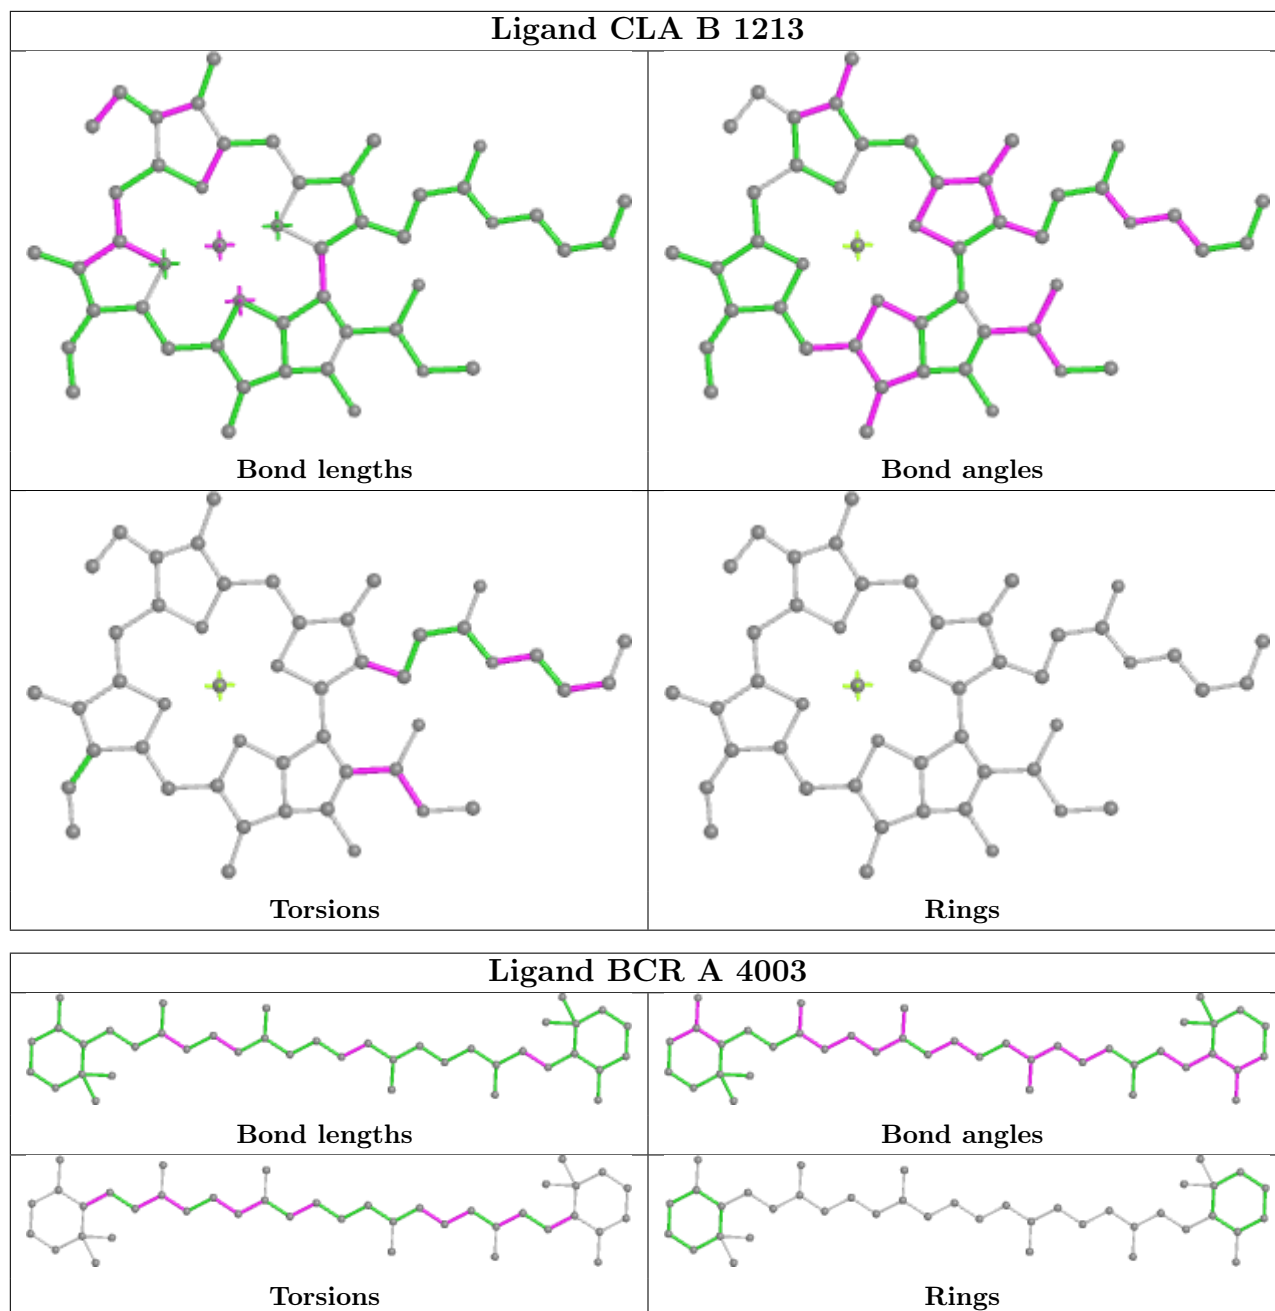 Ligand CLA B 1213
Bond lengths
Bond angles
Torsions
Rings
Ligand BCR A 4003
Bond lengths
Bond angles
Torsions
Rings